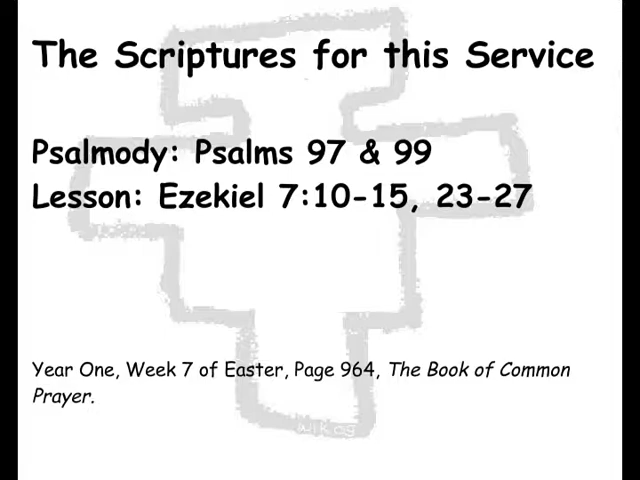 The Scriptures for this Service
Psalmody: Psalms 97 & 99
Lesson: Ezekiel 7:10-15, 23-27
Year One, Week 7 of Easter, Page 964, The Book of Common
Prayer.
wikog